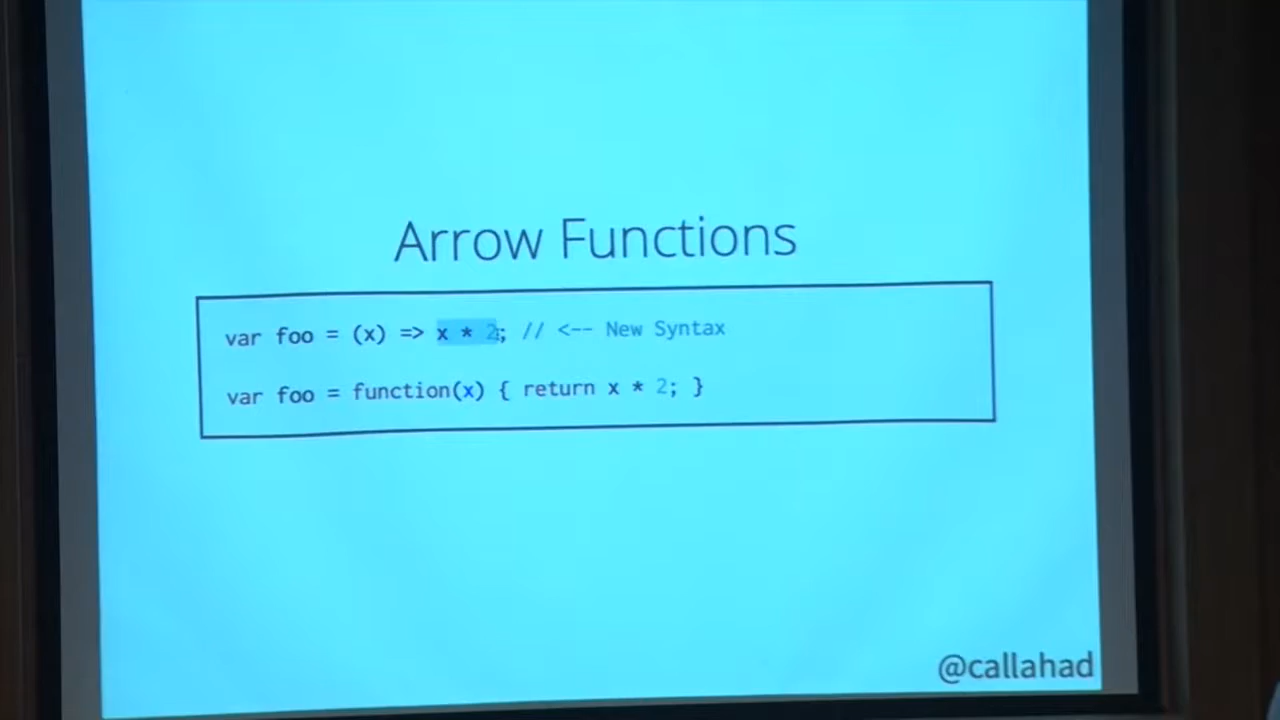 Arrow Functions
var foo = (x) => x * 2; // <-- New Syntax
var foo = function(x) { return x * 2; }
@callahad